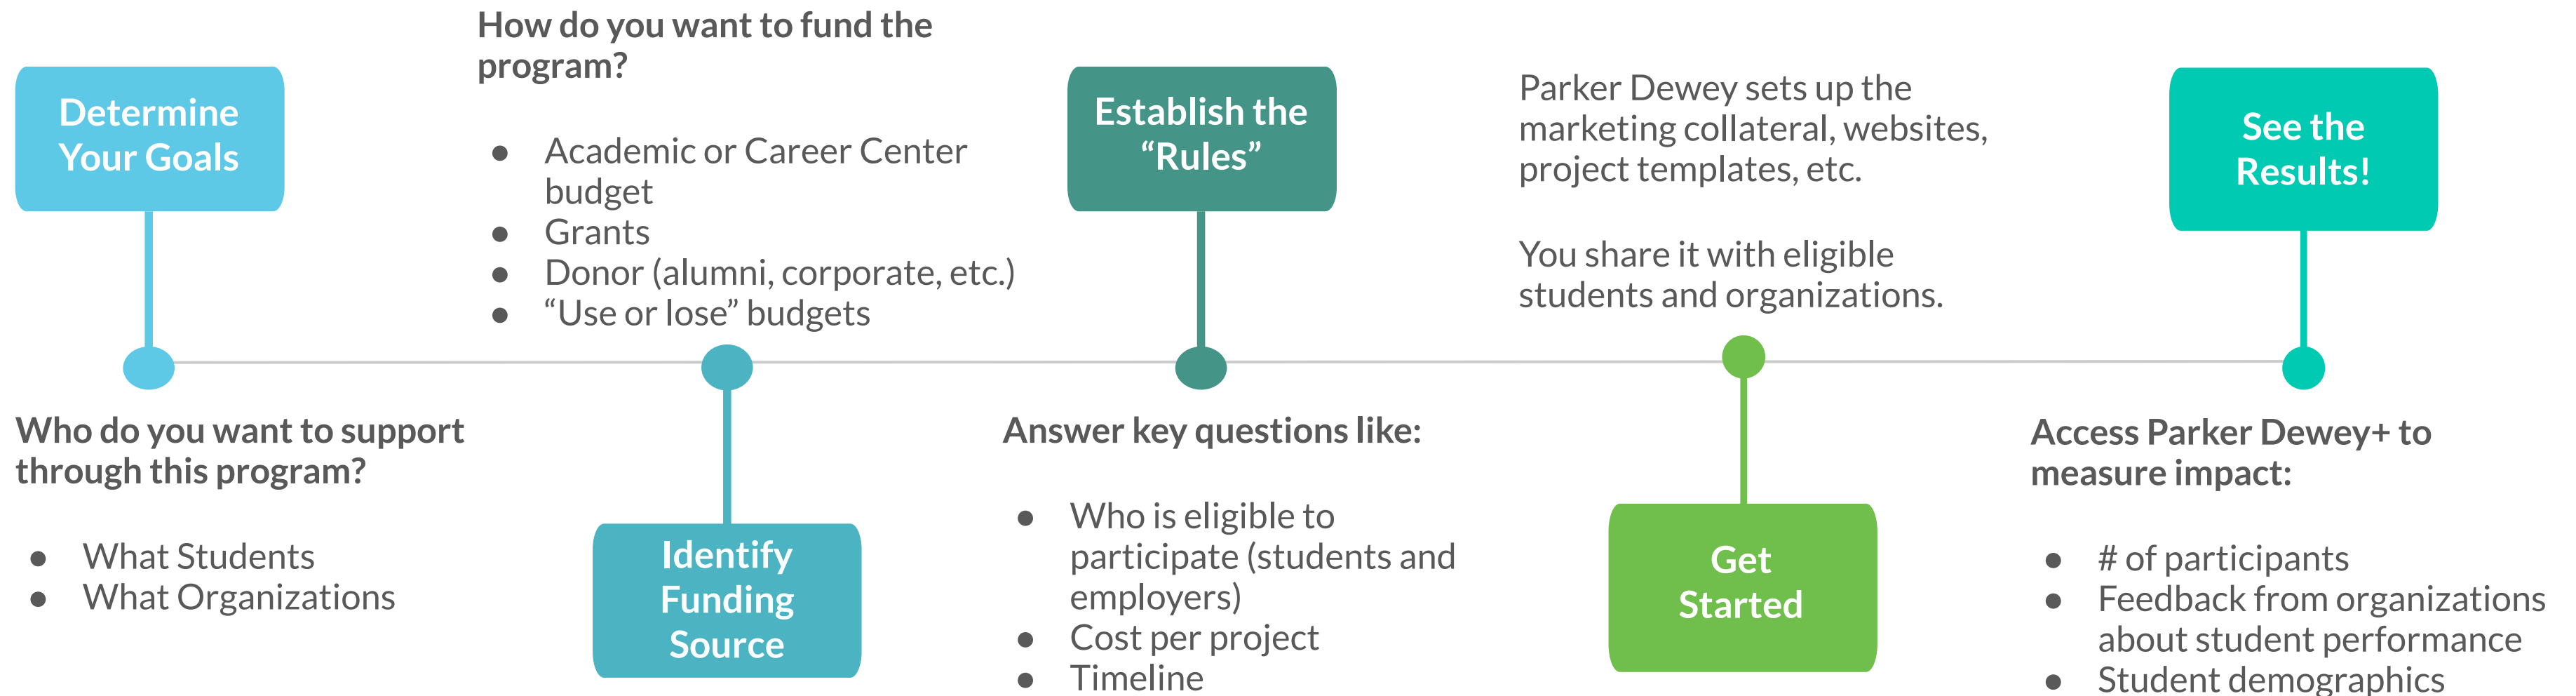 Determine
Your Goals
Who do you want to support
through this program?
● What Students
● What Organizations
How do you want to fund the
program?
● Academic or Career Center
budget
● Grants
● Donor (alumni, corporate, etc.)
● “Use or lose” budgets
Identify
Funding
Source
Establish the
“Rules”
Answer key questions like:
● Who is eligible to
participate (students and
employers)
● Cost per project
● Timeline
Parker Dewey sets up the
marketing collateral, websites,
project templates, etc.
You share it with eligible
students and organizations.
Get
Started
See the
Results!
Access Parker Dewey+ to
measure impact:
● # of participants
● Feedback from organizations
about student performance
● Student demographics